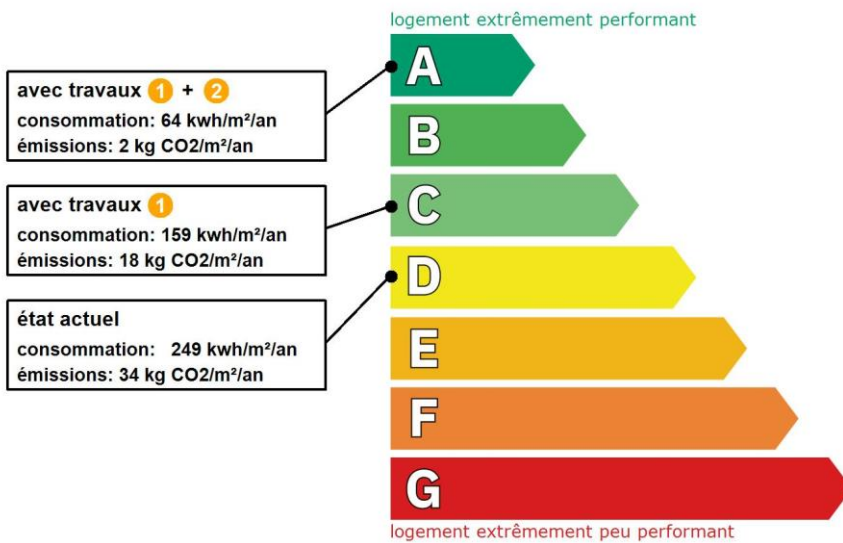 logement extrêmement performant
avec travaux 1 + 2
consommation: 64 kwh/m²/an
émissions: 2 kg CO2/m²/an
avec travaux 1
consommation: 159 kwh/m²/an
émissions: 18 kg CO2/m²/an
état actuel
consommation: 249 kwh/m²/an
émissions: 34 kg CO2/m²/an
A
B
C
D
E
F
G
logement extrêmement peu performant